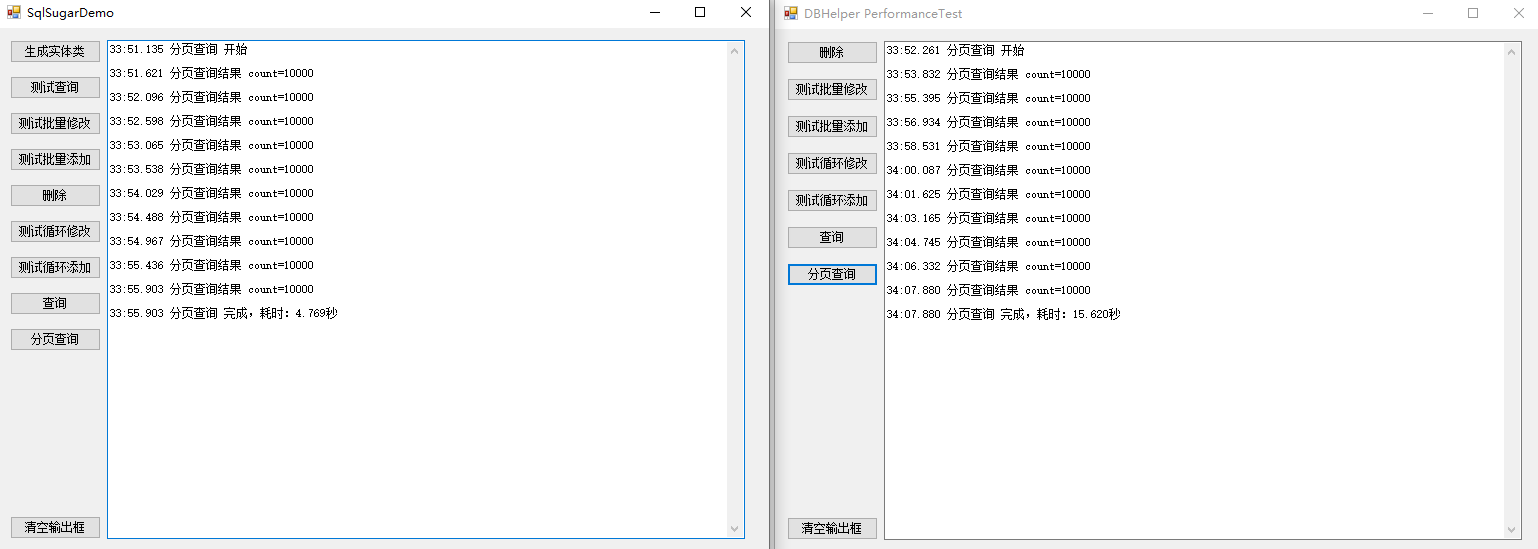 SqlSugarDemo
生成实体类
测试查询
测试批量修改
测试批量添加
删除
测试循环修改
测试循环添加
查询
分页查询
清空输出框
33:51.135 分页查询 开始
33:51.621 分页查询结果 count=10000
33:52.096 分页查询结果 count=10000
33:52.598 分页查询结果 count=10000
33:53.065 分页查询结果 count=10000
33:53.538 分页查询结果 count=10000
33:54.029 分页查询结果 count=10000
33:54.488 分页查询结果 count=10000
33:54.967 分页查询结果 count=10000
33:55.436 分页查询结果 count=10000
33:55.903 分页查询结果 count=10000
33:55.903 分页查询 完成，耗时：4.769秒
DBHelper PerformanceTest
删除
测试批量修改
测试批量添加
测试循环修改
测试循环添加
查询
分页查询
清空输出框
33:52.261 分页查询 开始
33:53.832 分页查询结果 count=10000
33:55.395 分页查询结果 count=10000
33:56.934 分页查询结果 count=10000
33:58.531 分页查询结果 count=10000
34:00.087 分页查询结果 count=10000
34:01.625 分页查询结果 count=10000
34:03.165 分页查询结果 count=10000
34:04.745 分页查询结果 count=10000
34:06.332 分页查询结果 count=10000
34:07.880 分页查询结果 count=10000
34:07.880 分页查询 完成，耗时：15.620秒